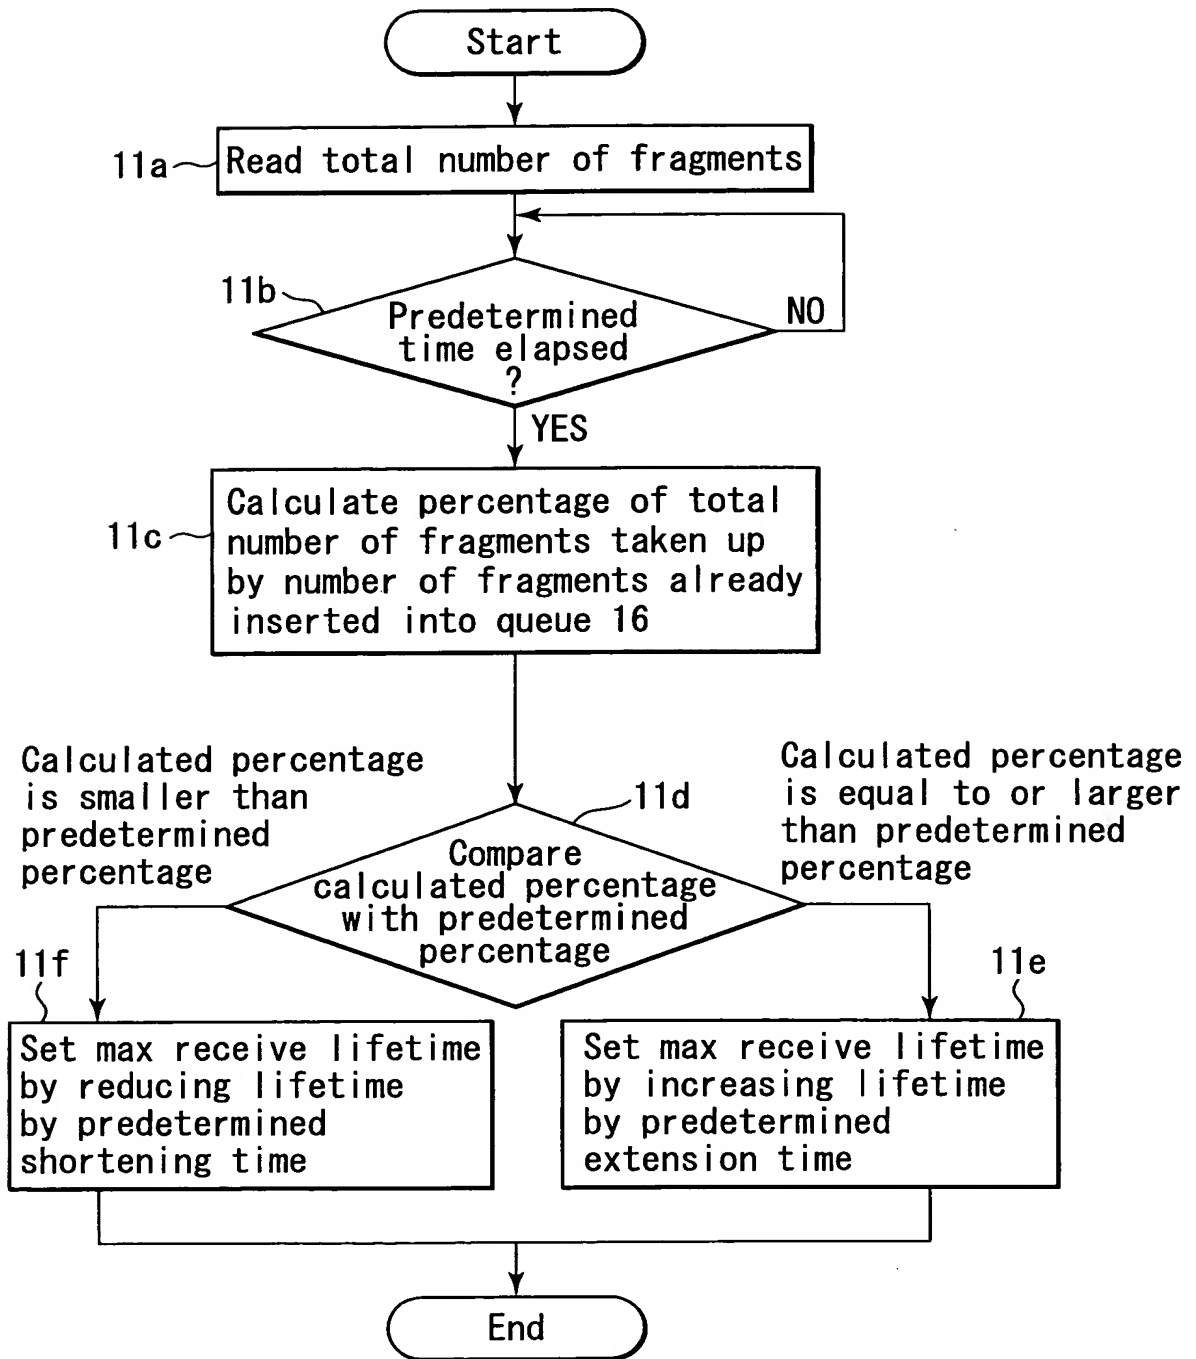 Start
11a
Read total number of fragments
11b
Predetermined
time elapsed
?
NO
YES
11c
Calculate percentage of total
number of fragments taken up
by number of fragments already
inserted into queue 16
Calculated percentage
is smaller than
predetermined
percentage
Calculated percentage
is equal to or larger
than predetermined
percentage
11d
Compare
calculated percentage
with predetermined
percentage
11f
Set max receive lifetime
by reducing lifetime
by predetermined
shortening time
11e
Set max receive lifetime
by increasing lifetime
by predetermined
extension time
End